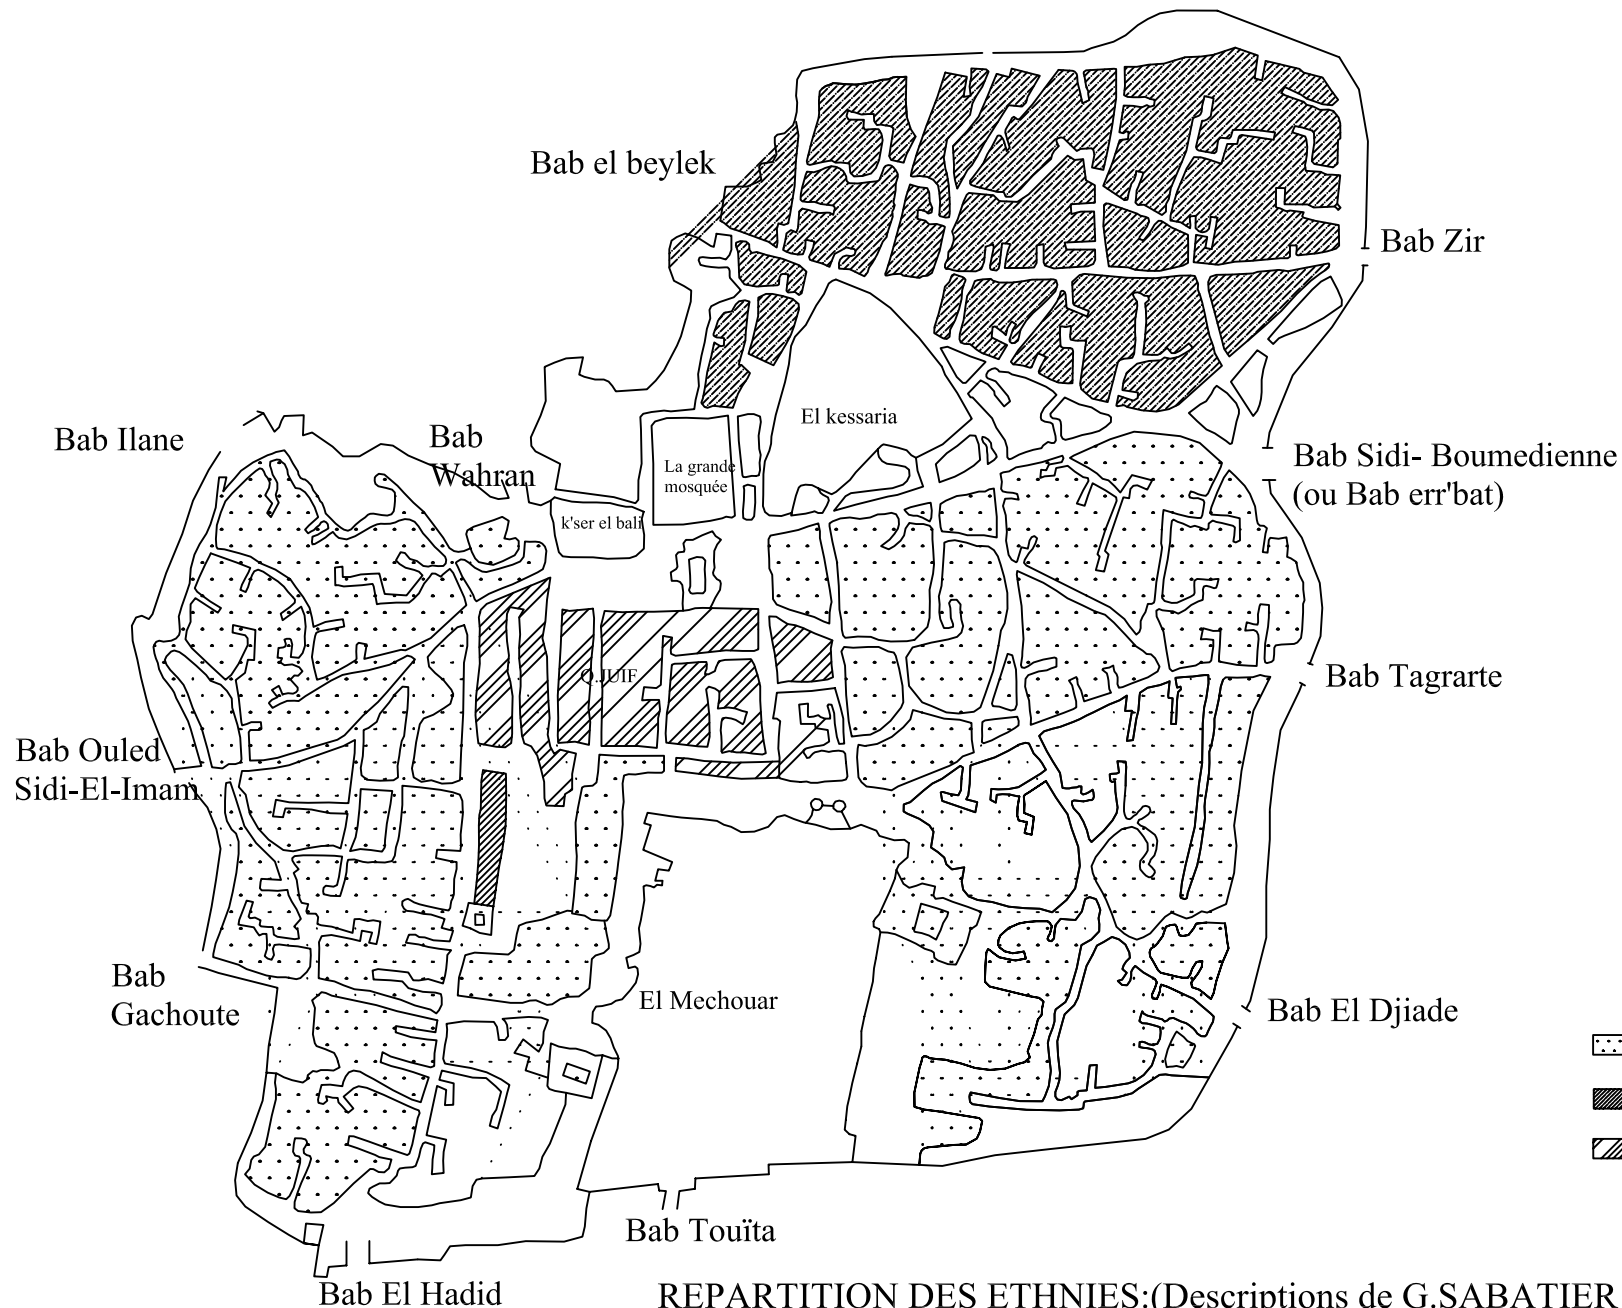 Bab el beylek
Bab Zir
El kessaria
Bab Ilane
Bab
Wahran
La grande
mosquée
Bab Sidi- Boumedienne
(ou Bab err'bat)
k'ser el bali
Q.JUIF
Bab Tagrarte
Bab Ouled
Sidi-El-Imam
Bab
Gachoute
El Mechouar
Bab El Djiade
Bab Touïta
Bab El Hadid
REPARTITION DES ETHNIES:(Descriptions de G.SABATIER